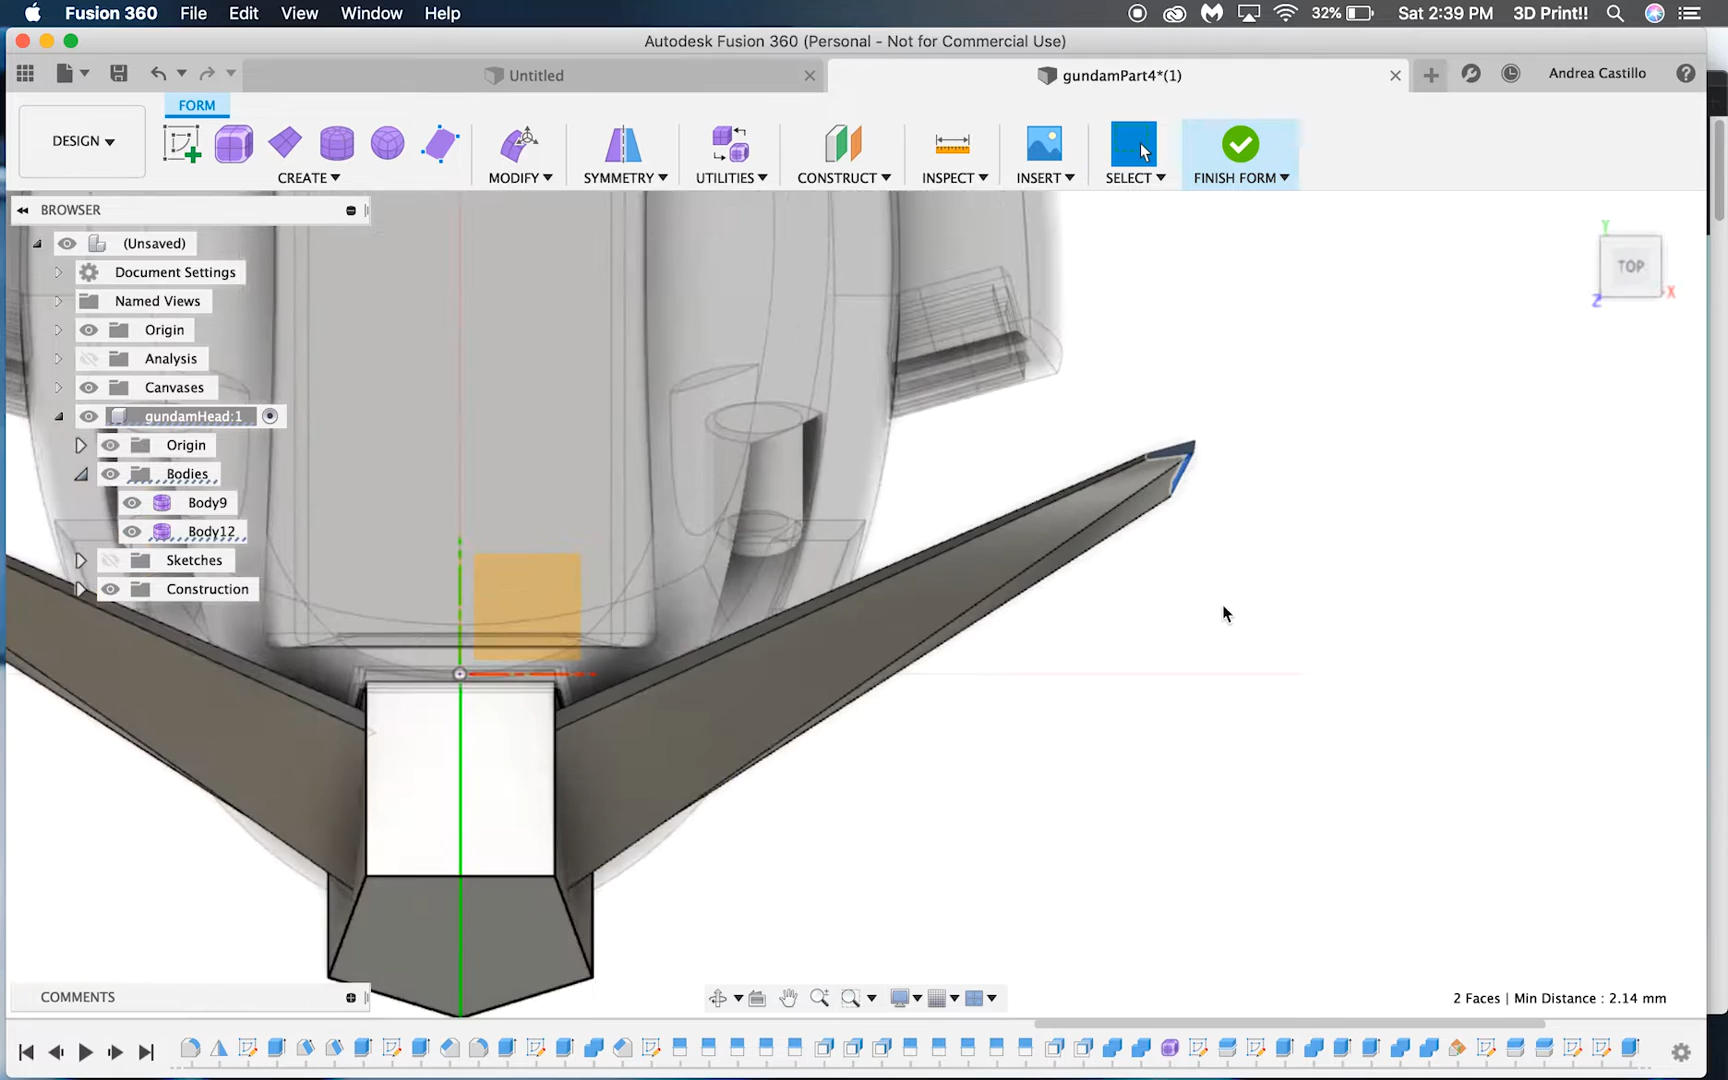 Fusion 360 File Edit View Window Help 32% Sat 2:39 PM 3D Print!!
Autodesk Fusion 360 (Personal - Not for Commercial Use)
Untitled gundamPart4*(1) Andrea Castillo
FORM
DESIGN
CREATE MODIFY SYMMETRY UTILITIES CONSTRUCT INSPECT INSERT SELECT FINISH FORM
BROWSER
(Unsaved)
Document Settings
Named Views
Origin
Analysis
Canvases
gundamHead:1
Origin
Bodies
Body9
Body12
Sketches
Construction
Y
TOP
Z X
COMMENTS
2 Faces | Min Distance : 2.14 mm